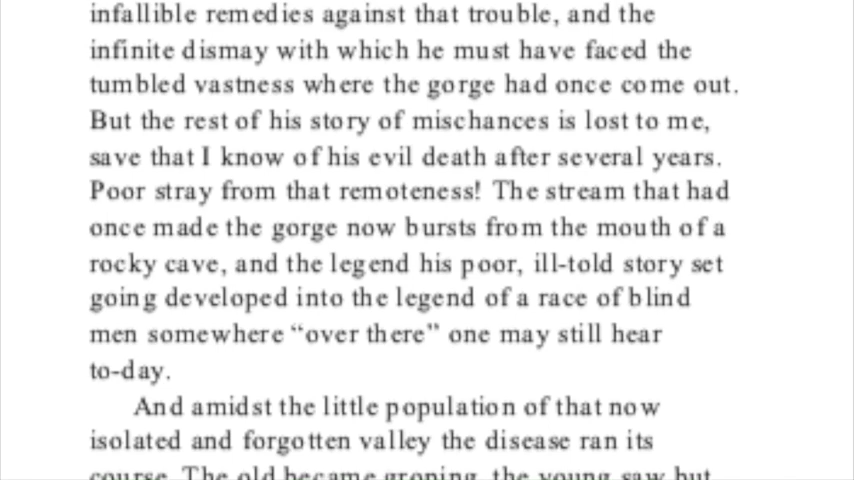 infallible remedies against that trouble, and the
infinite dismay with which he must have faced the
tumbled vastness where the gorge had once come out.
But the rest of his story of mischances is lost to me,
save that I know of his evil death after several years.
Poor stray from that remoteness! The stream that had
once made the gorge now bursts from the mouth of a
rocky cave, and the legend his poor, ill-told story set
going developed into the legend of a race of blind
men somewhere “over there” one may still hear
to-day.
And amidst the little population of that now
isolated and forgotten valley the disease ran its
course. The old became groping, the young saw but